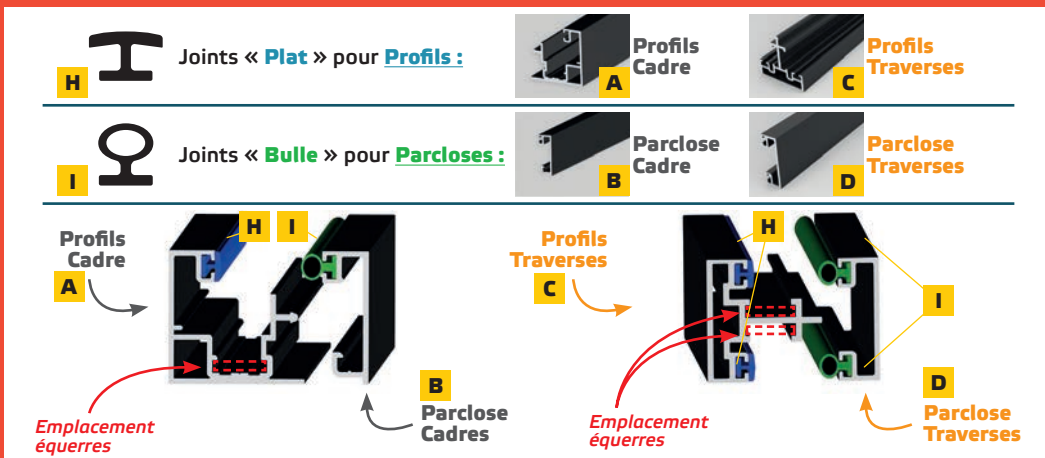 H
Joints « Plat » pour Profils :
A
Profils
Cadre
C
Profils
Traverses
I
Joints « Bulle » pour Parcloses :
B
Parclose
Cadre
D
Parclose
Traverses
Profils
Cadre
A
H
I
Emplacement
équerres
B
Parclose
Cadres
Profils
Traverses
C
H
I
Emplacement
équerres
D
Parclose
Traverses